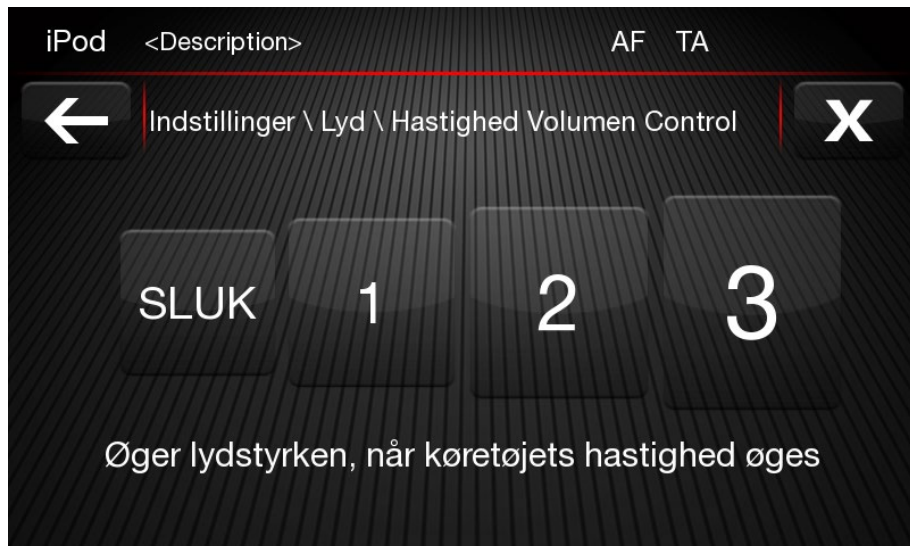 iPod <Description> AF TA
← Indstillinger \ Lyd \ Hastighed Volumen Control X
SLUK 1 2 3
Øger lydstyrken, når køretøjets hastighed øges